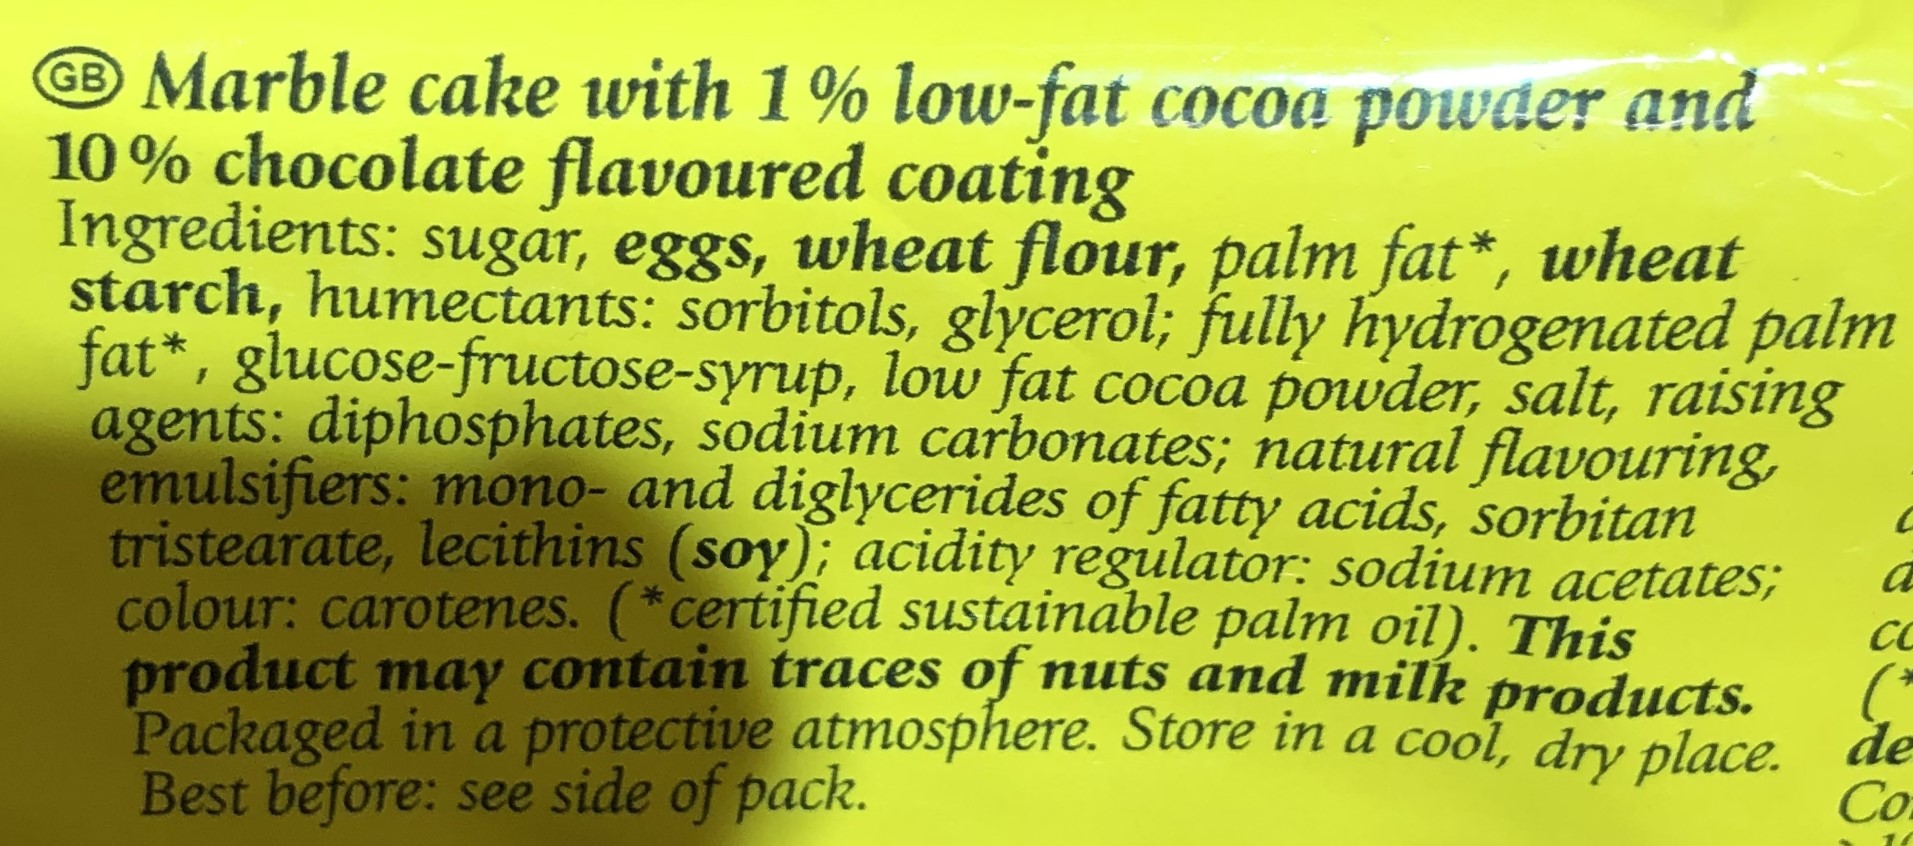 GB Marble cake with 1% low-fat cocoa powder and
10% chocolate flavoured coating
Ingredients: sugar, eggs, wheat flour, palm fat*, wheat
starch, humectants: sorbitols, glycerol; fully hydrogenated palm
fat*, glucose-fructose-syrup, low fat cocoa powder, salt, raising
agents: diphosphates, sodium carbonates; natural flavouring,
emulsifiers: mono- and diglycerides of fatty acids, sorbitan
tristearate, lecithins (soy); acidity regulator: sodium acetates;
colour: carotenes. (*certified sustainable palm oil). This
product may contain traces of nuts and milk products.
Packaged in a protective atmosphere. Store in a cool, dry place.
Best before: see side of pack.